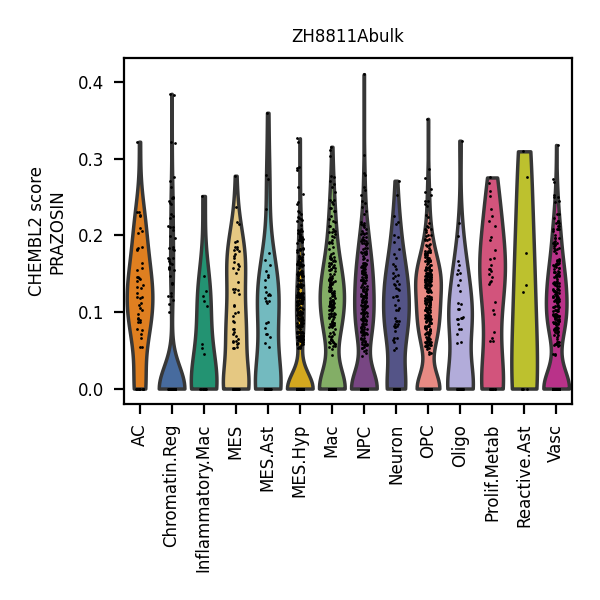 ZH8811Abulk
CHEMBL2 score
PRAZOSIN
0.4
0.3
0.2
0.1
0.0
AC
Chromatin.Reg
Inflammatory.Mac
MES
MES.Ast
MES.Hyp
Mac
NPC
Neuron
OPC
Oligo
Prolif.Metab
Reactive.Ast
Vasc